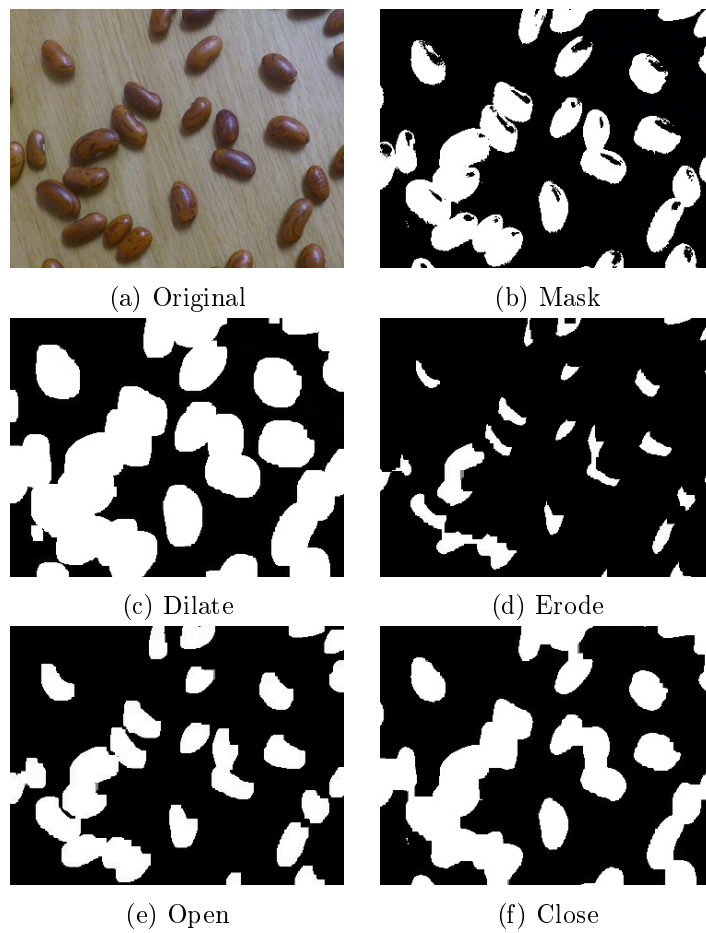 (a) Original
(b) Mask
(c) Dilate
(d) Erode
(e) Open
(f) Close